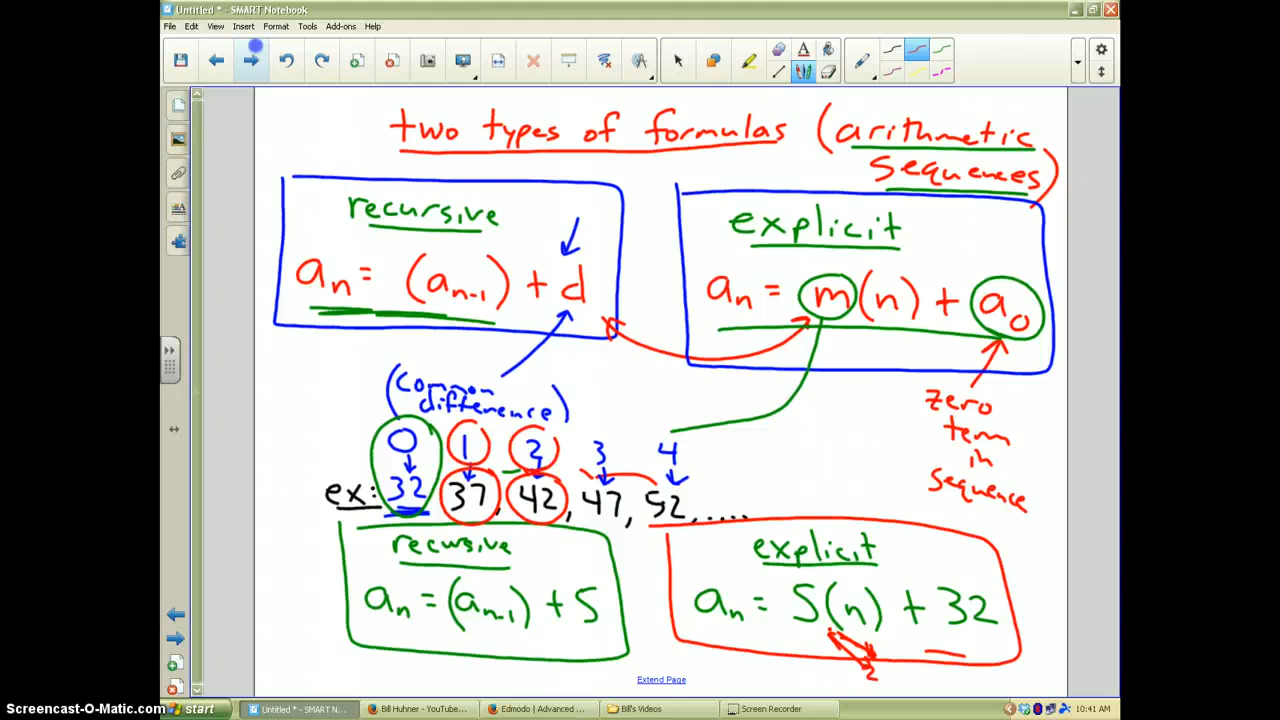 Untitled * - SMART Notebook
File Edit View Insert Format Tools Add-ons Help
two types of formulas (arithmetic
sequences)
recursive
aₙ = (aₙ₋₁) + d
explicit
aₙ = m(n) + a₀
(common
difference)
zero
term
in
sequence
0 1 2 3 4
ex: 32 37, 42, 47, 52, .....
recursive
aₙ = (aₙ₋₁) + 5
explicit
aₙ = 5(n) + 32
2
Extend Page
Screencast-O-Matic.com
start
Untitled * - SMART N...
Bill Huhner - YouTube...
Edmodo | Advanced ...
Bill's Videos
Screen Recorder
10:41 AM